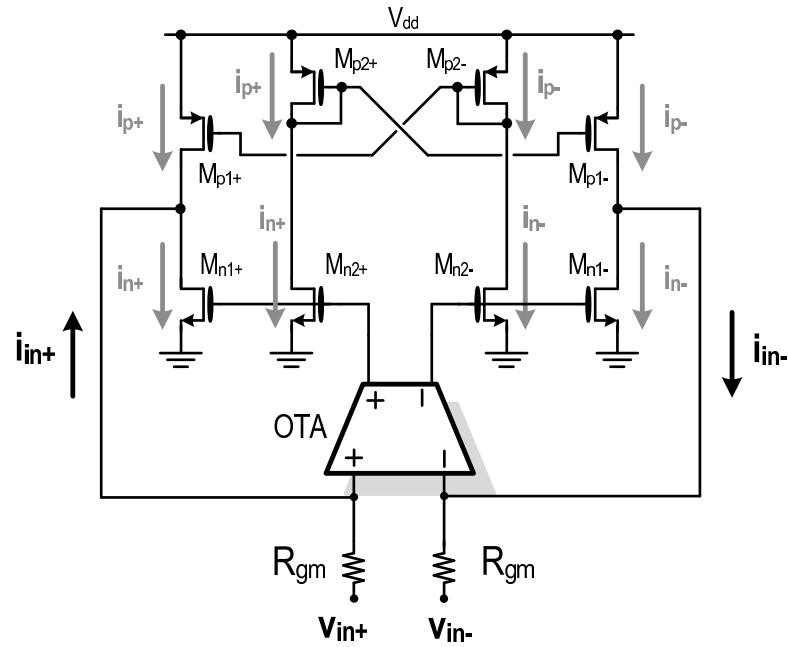 Vdd
Mp2+ Mp2-
ip+ ip+ ip- ip-
Mp1+ Mp1-
in+ in-
in+ Mn1+ Mn2+ Mn2- Mn1- in-
iin+ iin-
+ −
OTA
+ −
Rgm Rgm
vin+ vin-